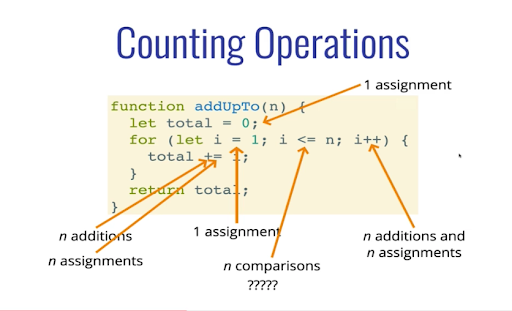 Counting Operations
1 assignment
function addUpTo(n) {
let total = 0;
for (let i = 1; i <= n; i++) {
total += i;
}
return total;
}
n additions
n assignments
1 assignment
n comparisons
?????
n additions and
n assignments